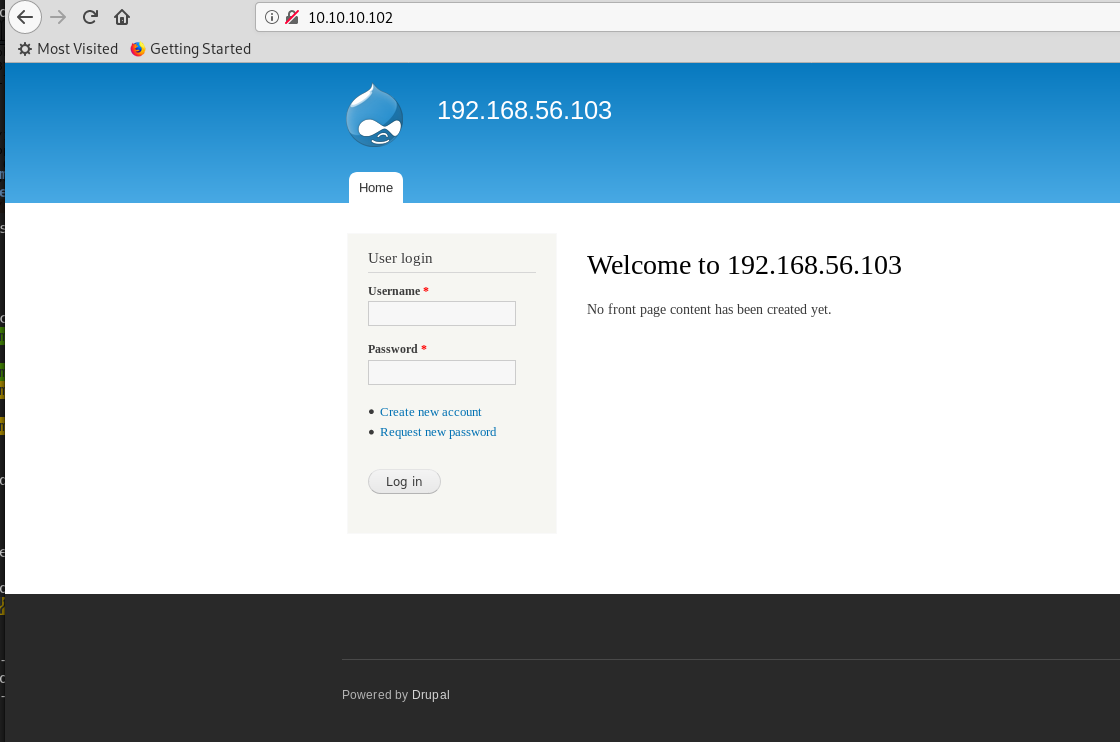 10.10.10.102
Most Visited Getting Started
192.168.56.103
Home
User login
Username *
Password *
Create new account
Request new password
Log in
Welcome to 192.168.56.103
No front page content has been created yet.
Powered by Drupal